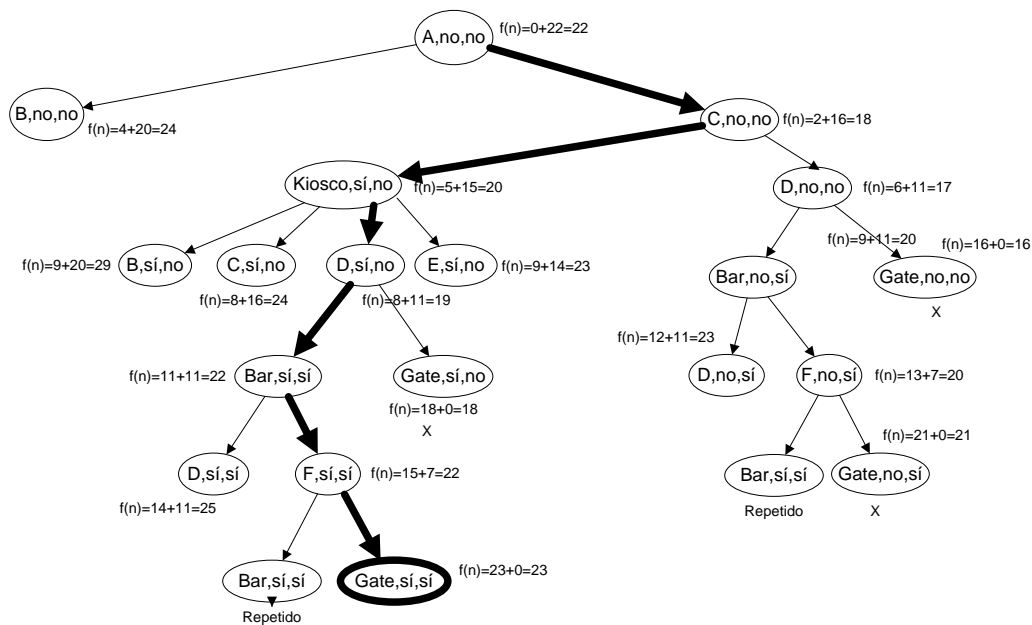 A,no,no
f(n)=0+22=22
B,no,no
f(n)=4+20=24
C,no,no
f(n)=2+16=18
Kiosco,sí,no
f(n)=5+15=20
D,no,no
f(n)=6+11=17
f(n)=9+20=29
B,sí,no
C,sí,no
f(n)=8+16=24
D,sí,no
f(n)=8+11=19
E,sí,no
f(n)=9+14=23
f(n)=9+11=20
Bar,no,sí
f(n)=16+0=16
Gate,no,no
X
f(n)=11+11=22
Bar,sí,sí
Gate,sí,no
f(n)=18+0=18
X
f(n)=12+11=23
D,no,sí
F,no,sí
f(n)=13+7=20
D,sí,sí
f(n)=14+11=25
F,sí,sí
f(n)=15+7=22
Bar,sí,sí
Repetido
f(n)=21+0=21
Gate,no,sí
X
Bar,sí,sí
Repetido
Gate,sí,sí
f(n)=23+0=23